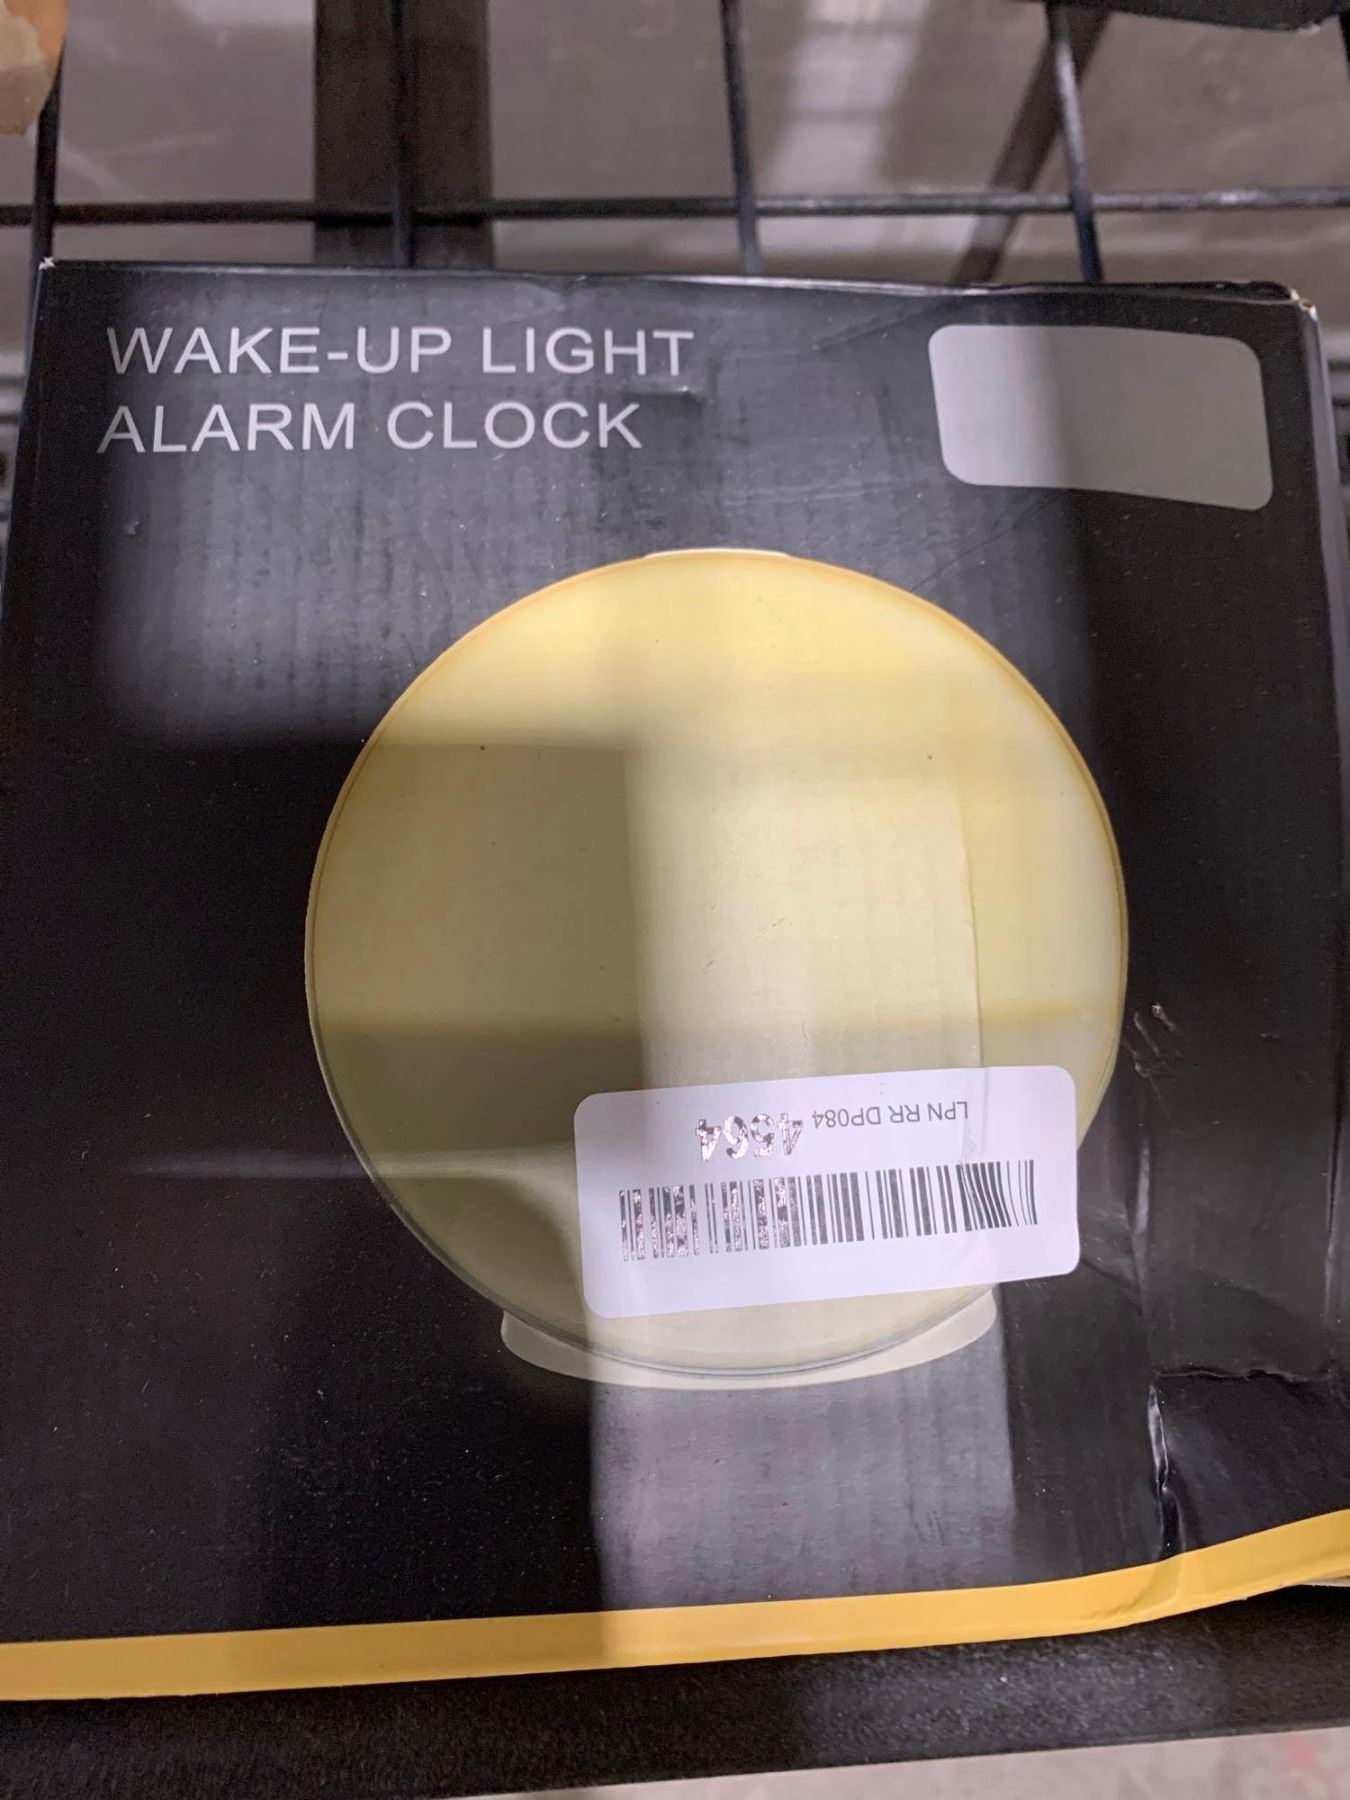 WAKE-UP LIGHT
ALARM CLOCK
LPN RR DP084 4564